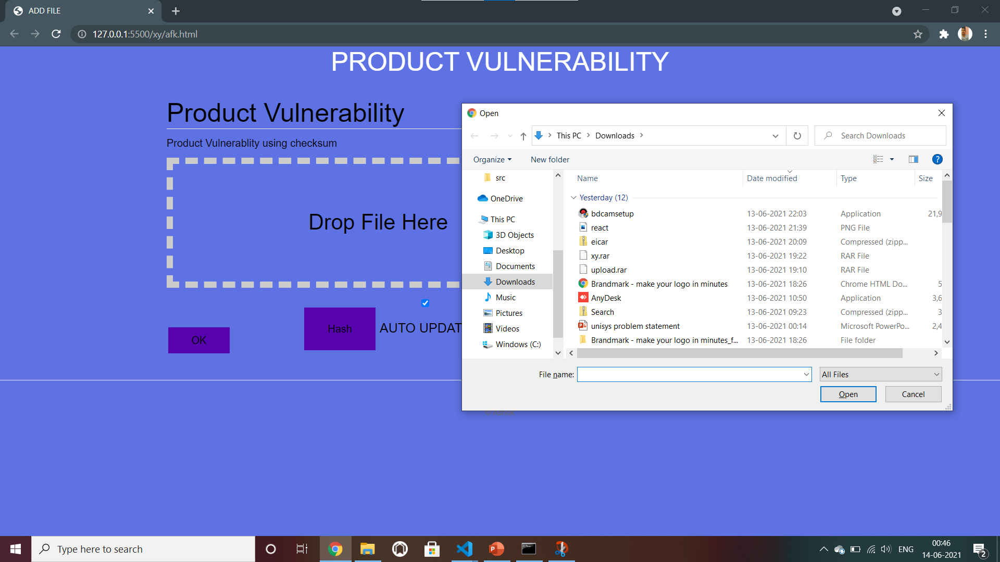 ADD FILE
127.0.0.1:5500/xy/afk.html
PRODUCT VULNERABILITY
Product Vulnerability
Product Vulnerablity using checksum
Drop File Here
OK
Hash
AUTO UPDAT
Open
This PC
Downloads
Search Downloads
Organize
New folder
src
OneDrive
This PC
3D Objects
Desktop
Documents
Downloads
Music
Pictures
Videos
Windows (C:)
Name Date modified Type Size
Yesterday (12)
bdcamsetup 13-06-2021 22:03 Application 21,9
react 13-06-2021 21:39 PNG File
eicar 13-06-2021 20:09 Compressed (zipp...
xy.rar 13-06-2021 19:22 RAR File
upload.rar 13-06-2021 19:10 RAR File
Brandmark - make your logo in minutes 13-06-2021 18:26 Chrome HTML Do... 5
AnyDesk 13-06-2021 10:50 Application 3,6
Search 13-06-2021 09:23 Compressed (zipp... 3
unisys problem statement 13-06-2021 00:14 Microsoft PowerPo... 2,4
Brandmark - make your logo in minutes_f... 13-06-2021 18:26 File folder
File name:
All Files
Open
Cancel
Type here to search
ENG
00:46
14-06-2021
2